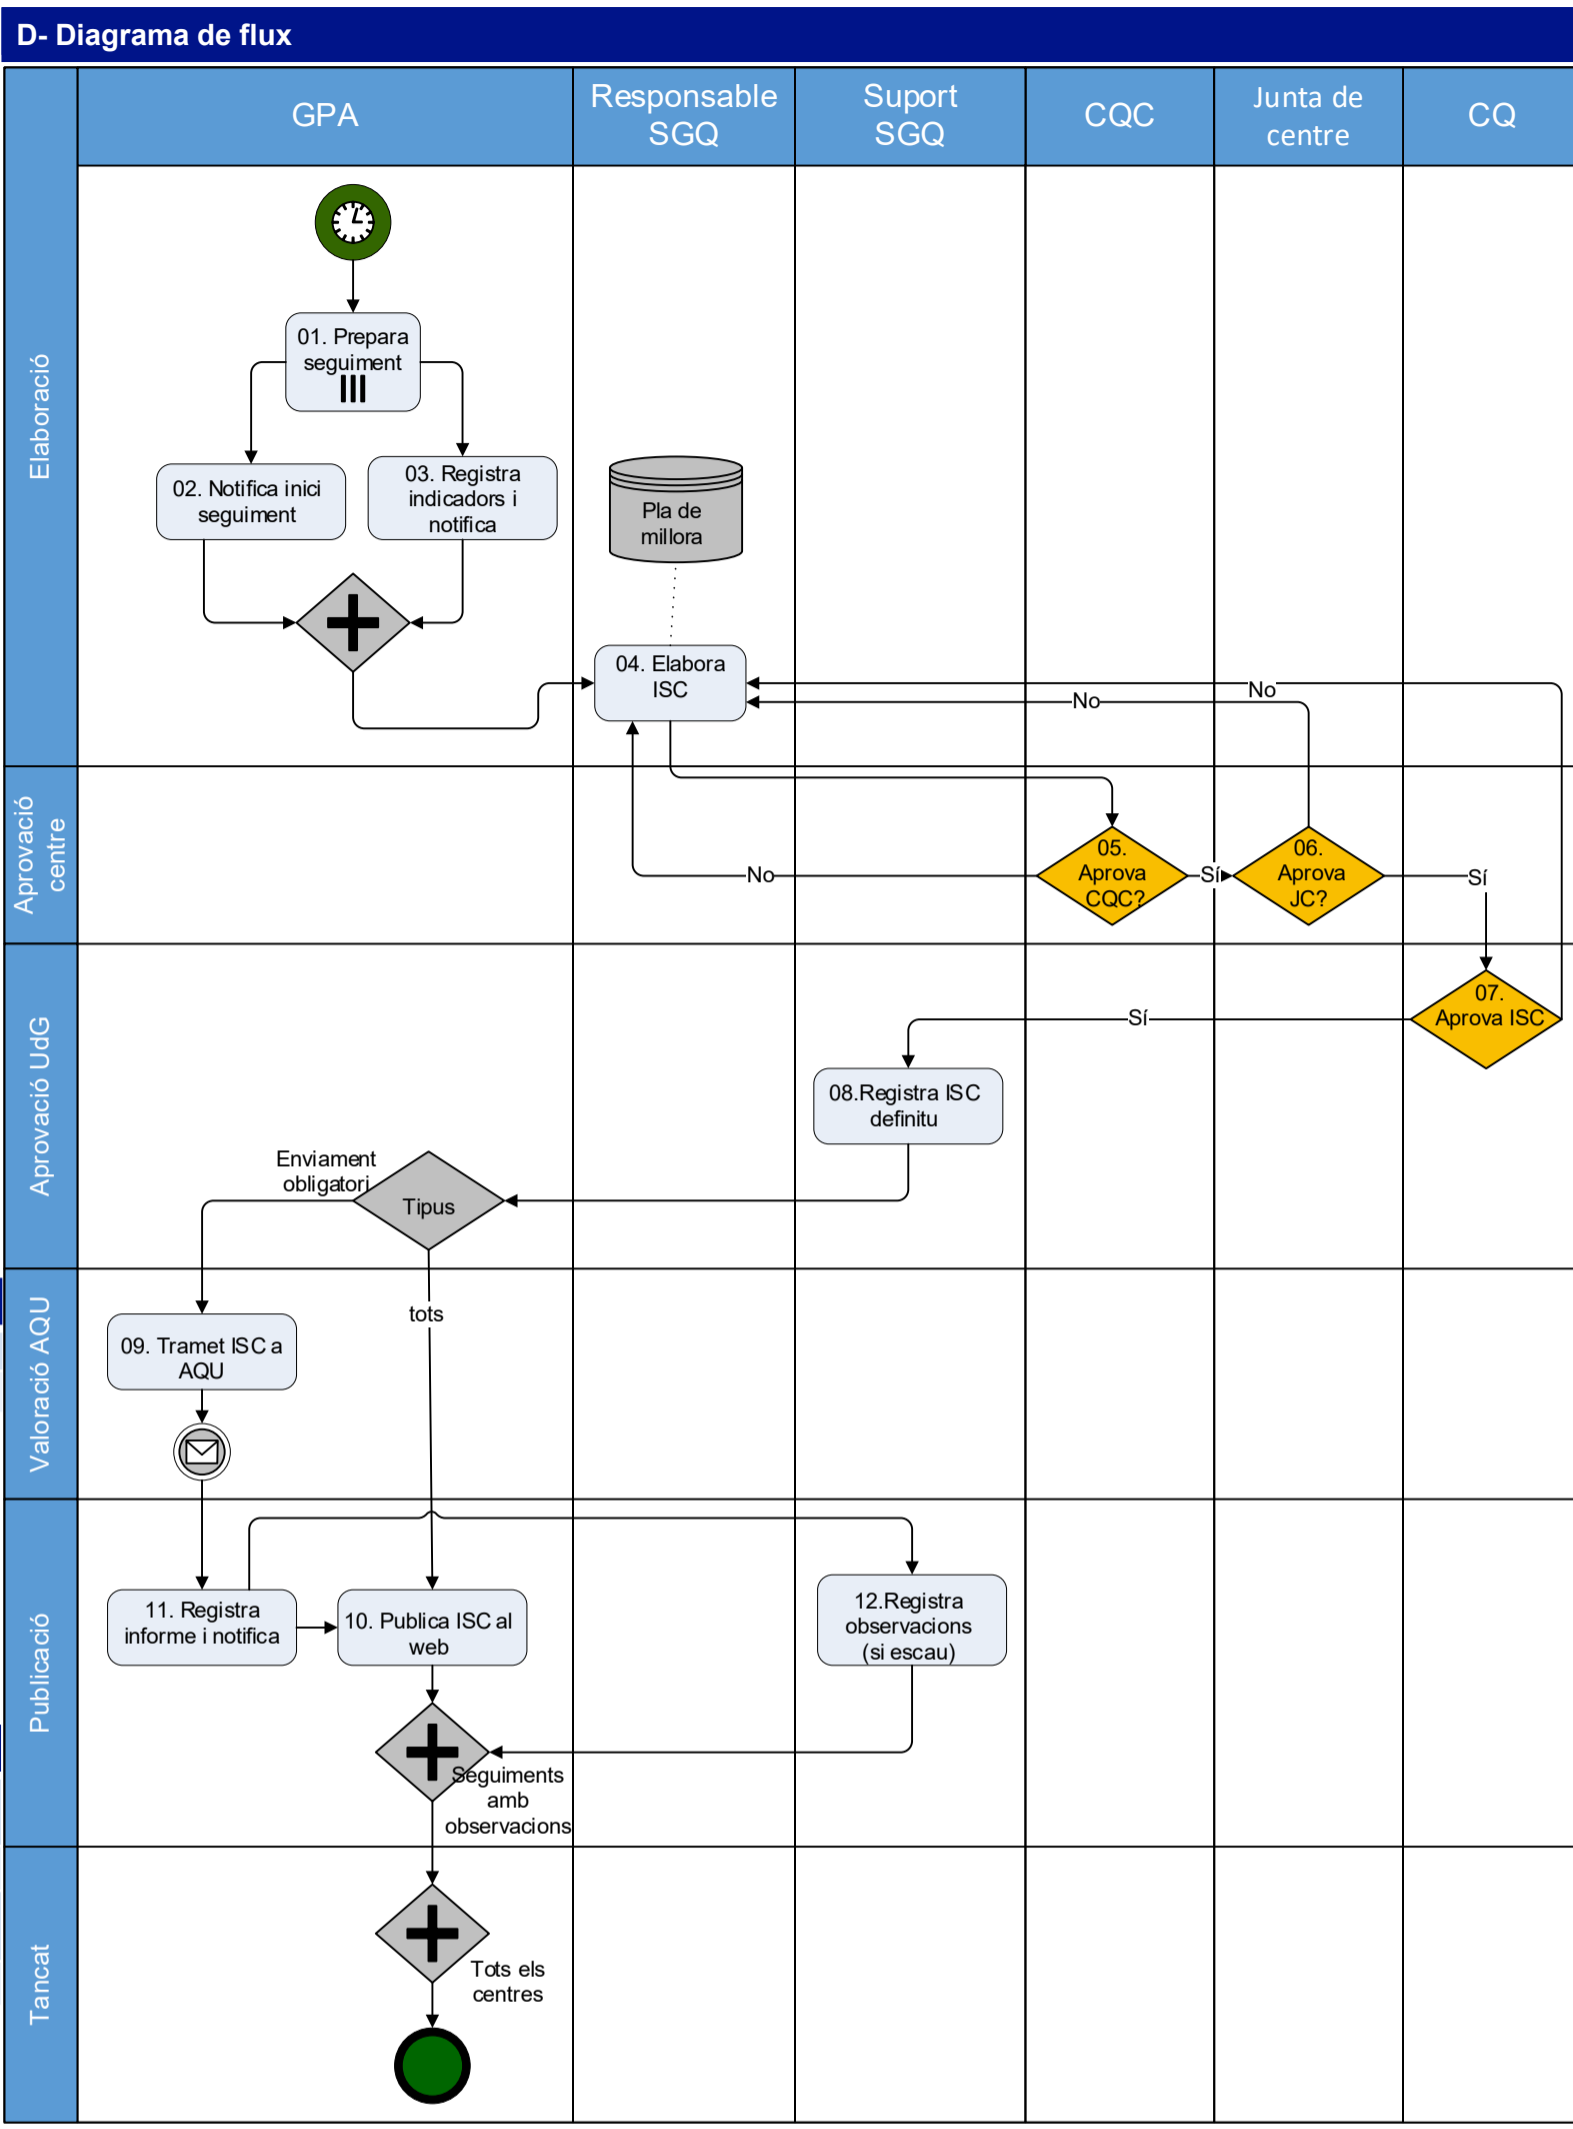 D- Diagrama de flux
GPA
Responsable
SGQ
Suport
SGQ
CQC
Junta de
centre
CQ
Elaboració
01. Prepara
seguiment
02. Notifica inici
seguiment
03. Registra
indicadors i
notifica
Pla de
millora
04. Elabora
ISC
No
No
Aprovació
centre
05.
Aprova
CQC?
Sí
06.
Aprova
JC?
Sí
No
Aprovació UdG
07.
Aprova ISC
Sí
08.Registra ISC
definitu
Enviament
obligatori
Tipus
Valoració AQU
tots
09. Tramet ISC a
AQU
Publicació
11. Registra
informe i notifica
10. Publica ISC al
web
12.Registra
observacions
(si escau)
Seguiments
amb
observacions
Tancat
Tots els
centres